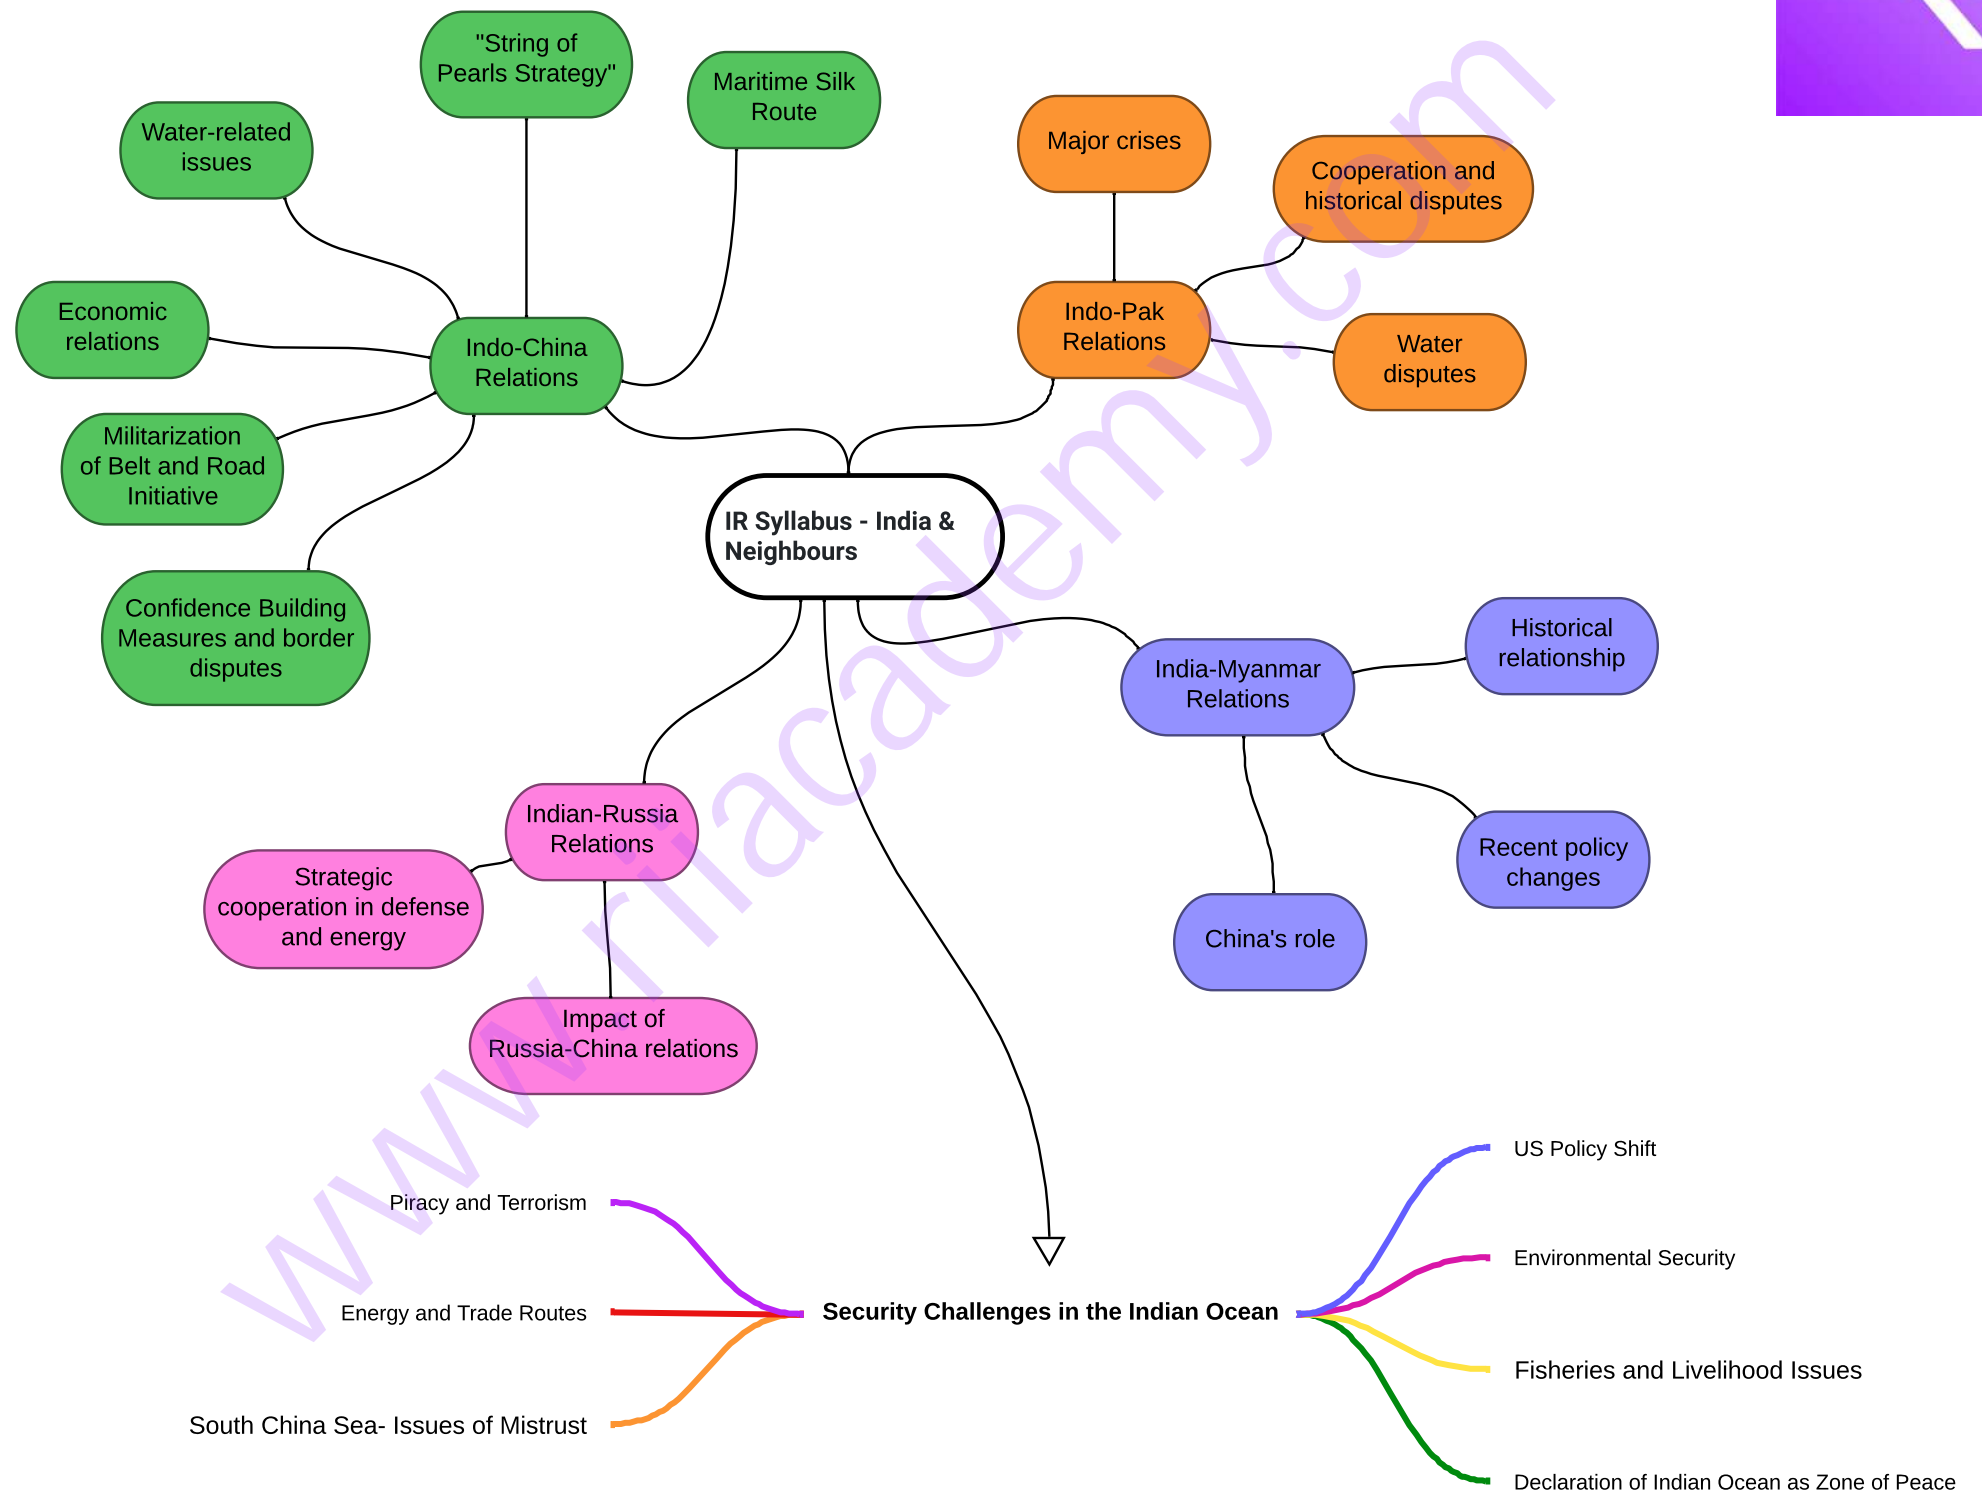 "String of
Pearls Strategy"
Maritime Silk
Route
Water-related
issues
Economic
relations
Indo-China
Relations
Militarization
of Belt and Road
Initiative
Confidence Building
Measures and border
disputes
Major crises
Cooperation and
historical disputes
Indo-Pak
Relations
Water
disputes
IR Syllabus - India &
Neighbours
India-Myanmar
Relations
Historical
relationship
Recent policy
changes
China's role
Indian-Russia
Relations
Strategic
cooperation in defense
and energy
Impact of
Russia-China relations
Security Challenges in the Indian Ocean
Piracy and Terrorism
Energy and Trade Routes
South China Sea- Issues of Mistrust
US Policy Shift
Environmental Security
Fisheries and Livelihood Issues
Declaration of Indian Ocean as Zone of Peace
www.riiacademy.com